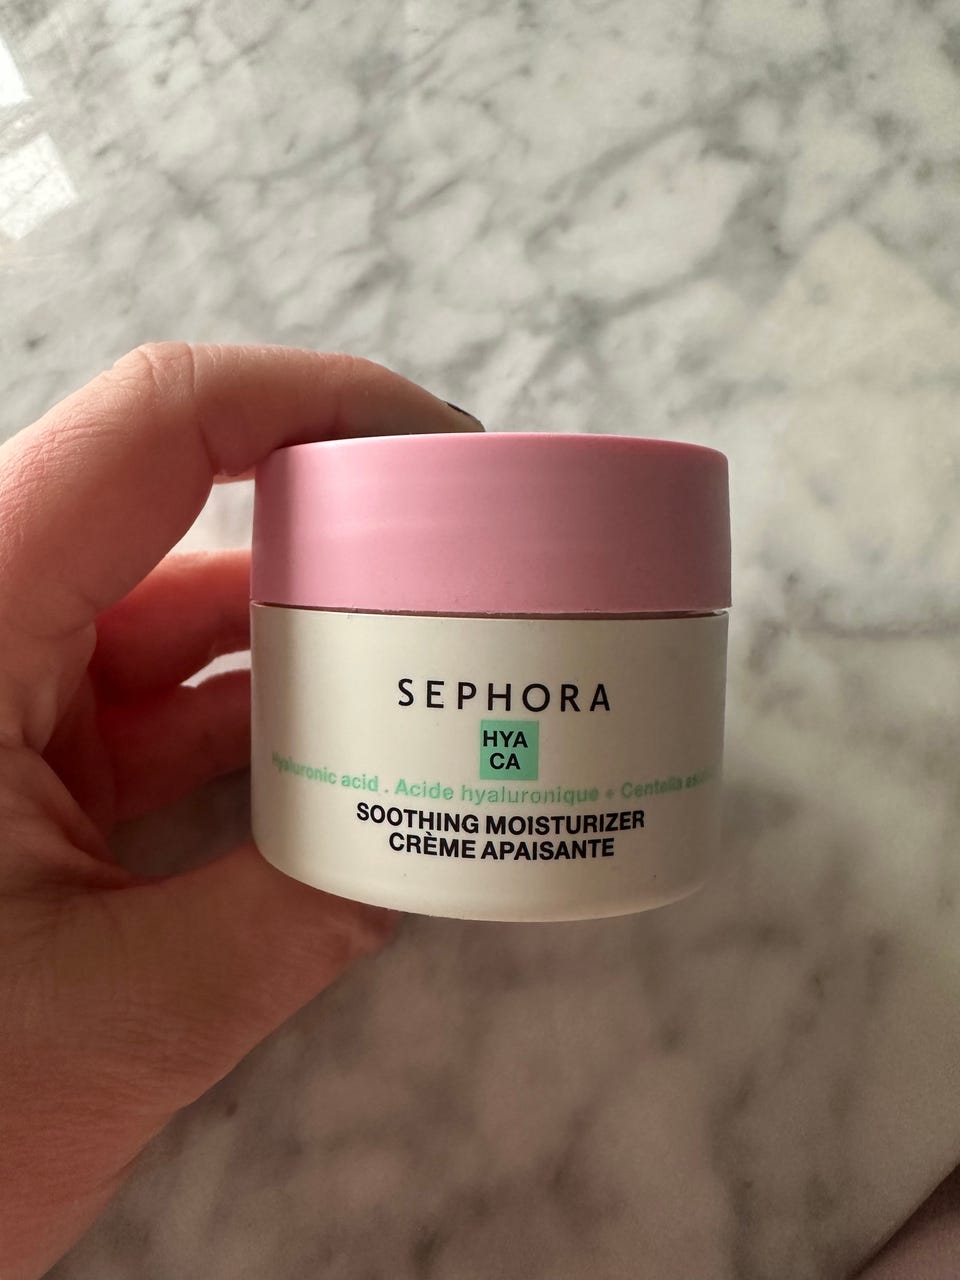 SEPHORA
HYA
CA
Hyaluronic acid . Acide hyaluronique + Centella
SOOTHING MOISTURIZER
CRÈME APAISANTE